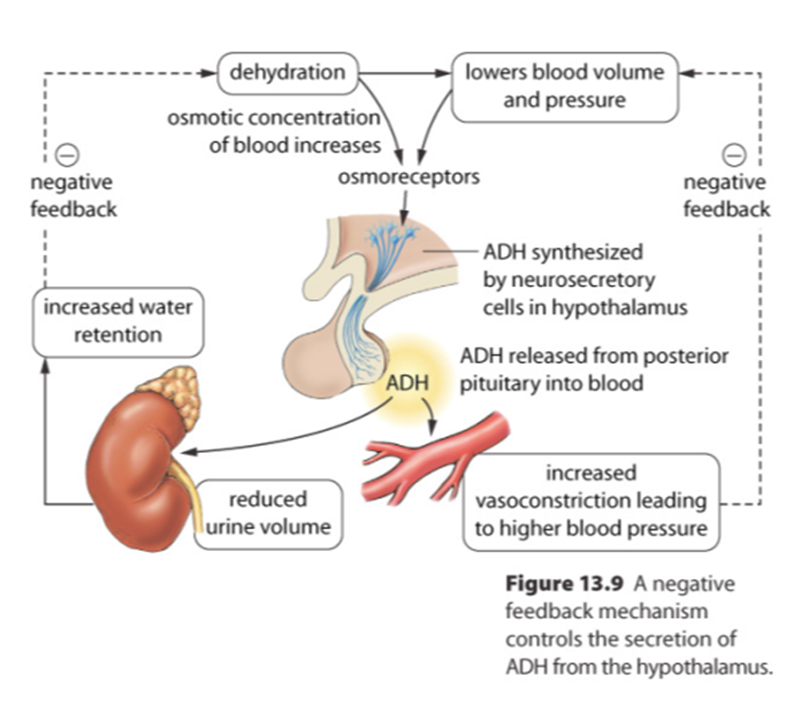 dehydration
lowers blood volume
and pressure
osmotic concentration
of blood increases
osmoreceptors
−
negative
feedback
−
negative
feedback
ADH synthesized
by neurosecretory
cells in hypothalamus
increased water
retention
ADH released from posterior
pituitary into blood
ADH
reduced
urine volume
increased
vasoconstriction leading
to higher blood pressure
Figure 13.9 A negative
feedback mechanism
controls the secretion of
ADH from the hypothalamus.